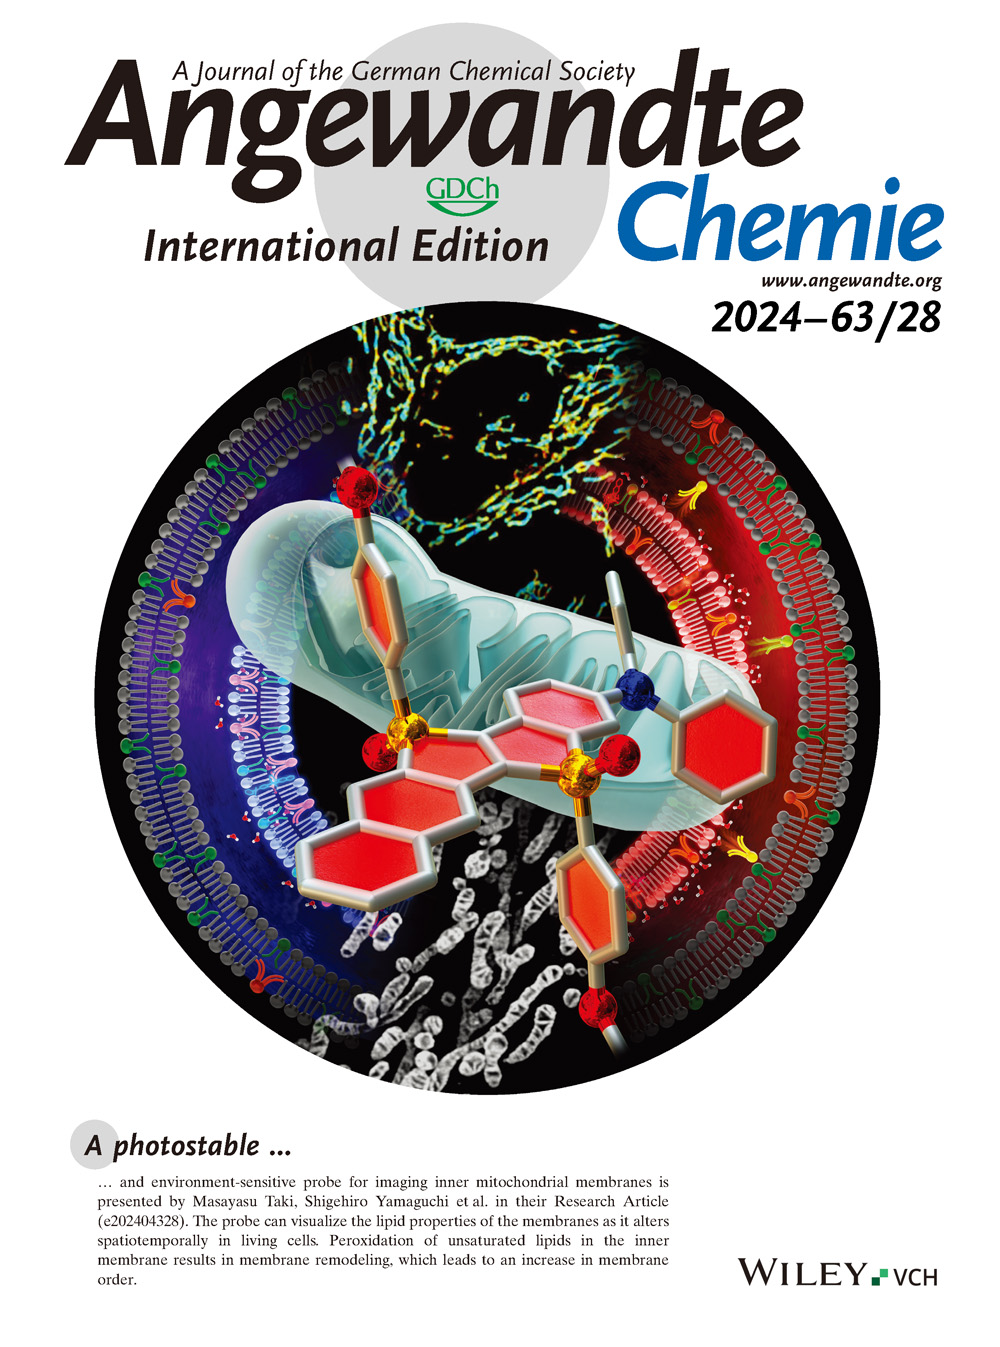 A Journal of the German Chemical Society
Angewandte
GDCh
Chemie
International Edition
www.angewandte.org
2024–63/28
A photostable ...
... and environment-sensitive probe for imaging inner mitochondrial membranes is
presented by Masayasu Taki, Shigehiro Yamaguchi et al. in their Research Article
(e202404328). The probe can visualize the lipid properties of the membranes as it alters
spatiotemporally in living cells. Peroxidation of unsaturated lipids in the inner
membrane results in membrane remodeling, which leads to an increase in membrane
order.
WILEY VCH